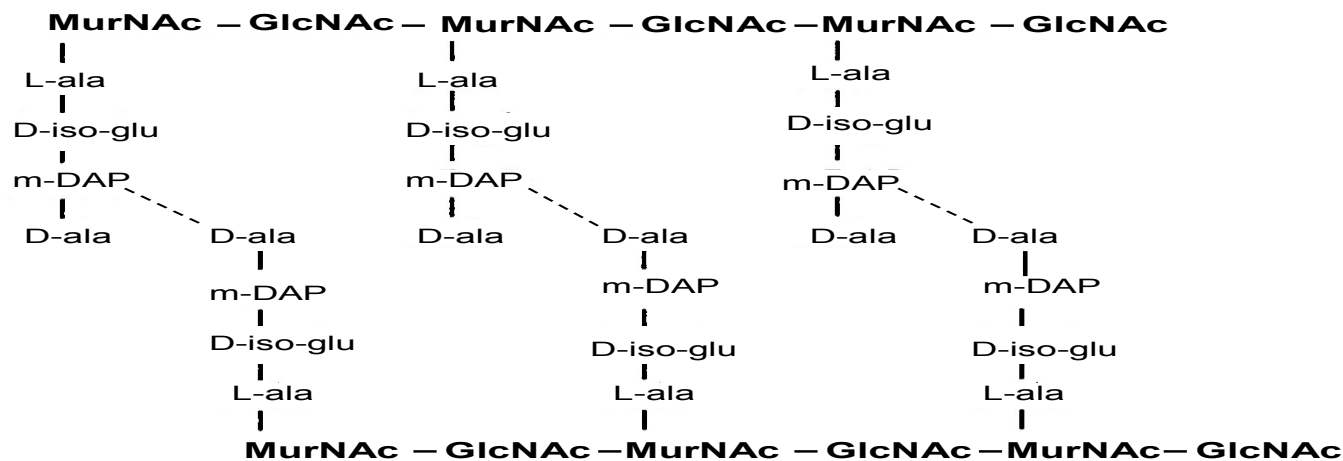 MurNAc – GlcNAc – MurNAc – GlcNAc – MurNAc – GlcNAc
L-ala L-ala L-ala
D-iso-glu D-iso-glu D-iso-glu
m-DAP m-DAP m-DAP
D-ala D-ala D-ala D-ala D-ala D-ala
m-DAP m-DAP m-DAP
D-iso-glu D-iso-glu D-iso-glu
L-ala L-ala L-ala
MurNAc – GlcNAc – MurNAc – GlcNAc – MurNAc – GlcNAc